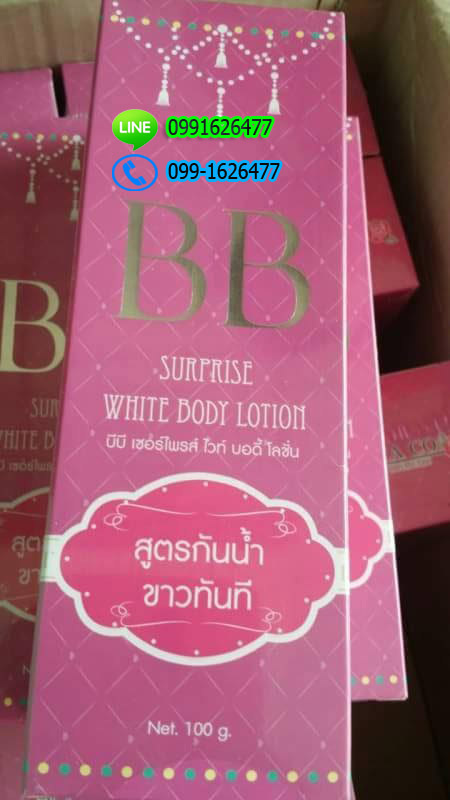 LINE 0991626477
099-1626477
BB
SURPRISE
WHITE BODY LOTION
บีบี เซอร์ไพรส์ ไวท์ บอดี้ โลชั่น
สูตรกันน้ำ
ขาวทันที
Net. 100 g.